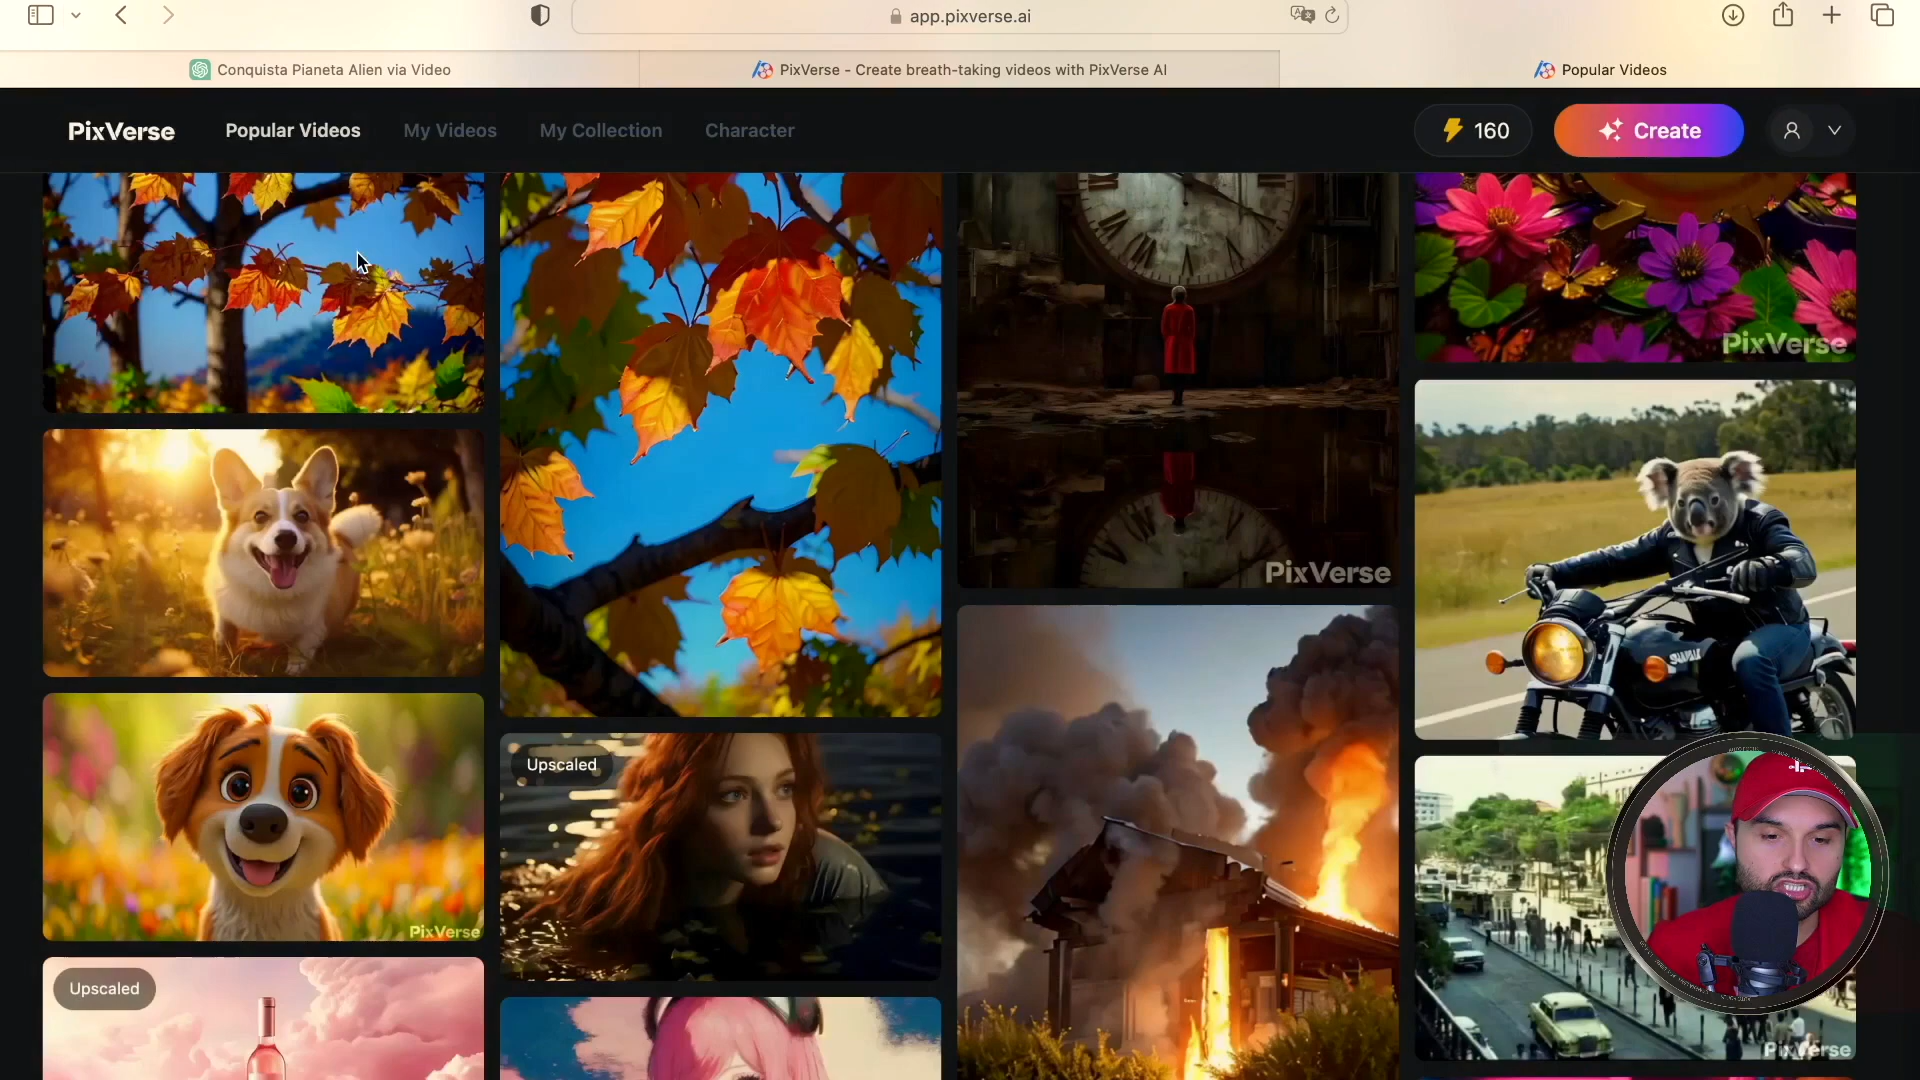 app.pixverse.ai
Conquista Pianeta Alien via Video
PixVerse - Create breath-taking videos with PixVerse AI
Popular Videos
PixVerse
Popular Videos
My Videos
My Collection
Character
160
Create
PixVerse
PixVerse
Upscaled
PixVerse
Upscaled
PixVerse